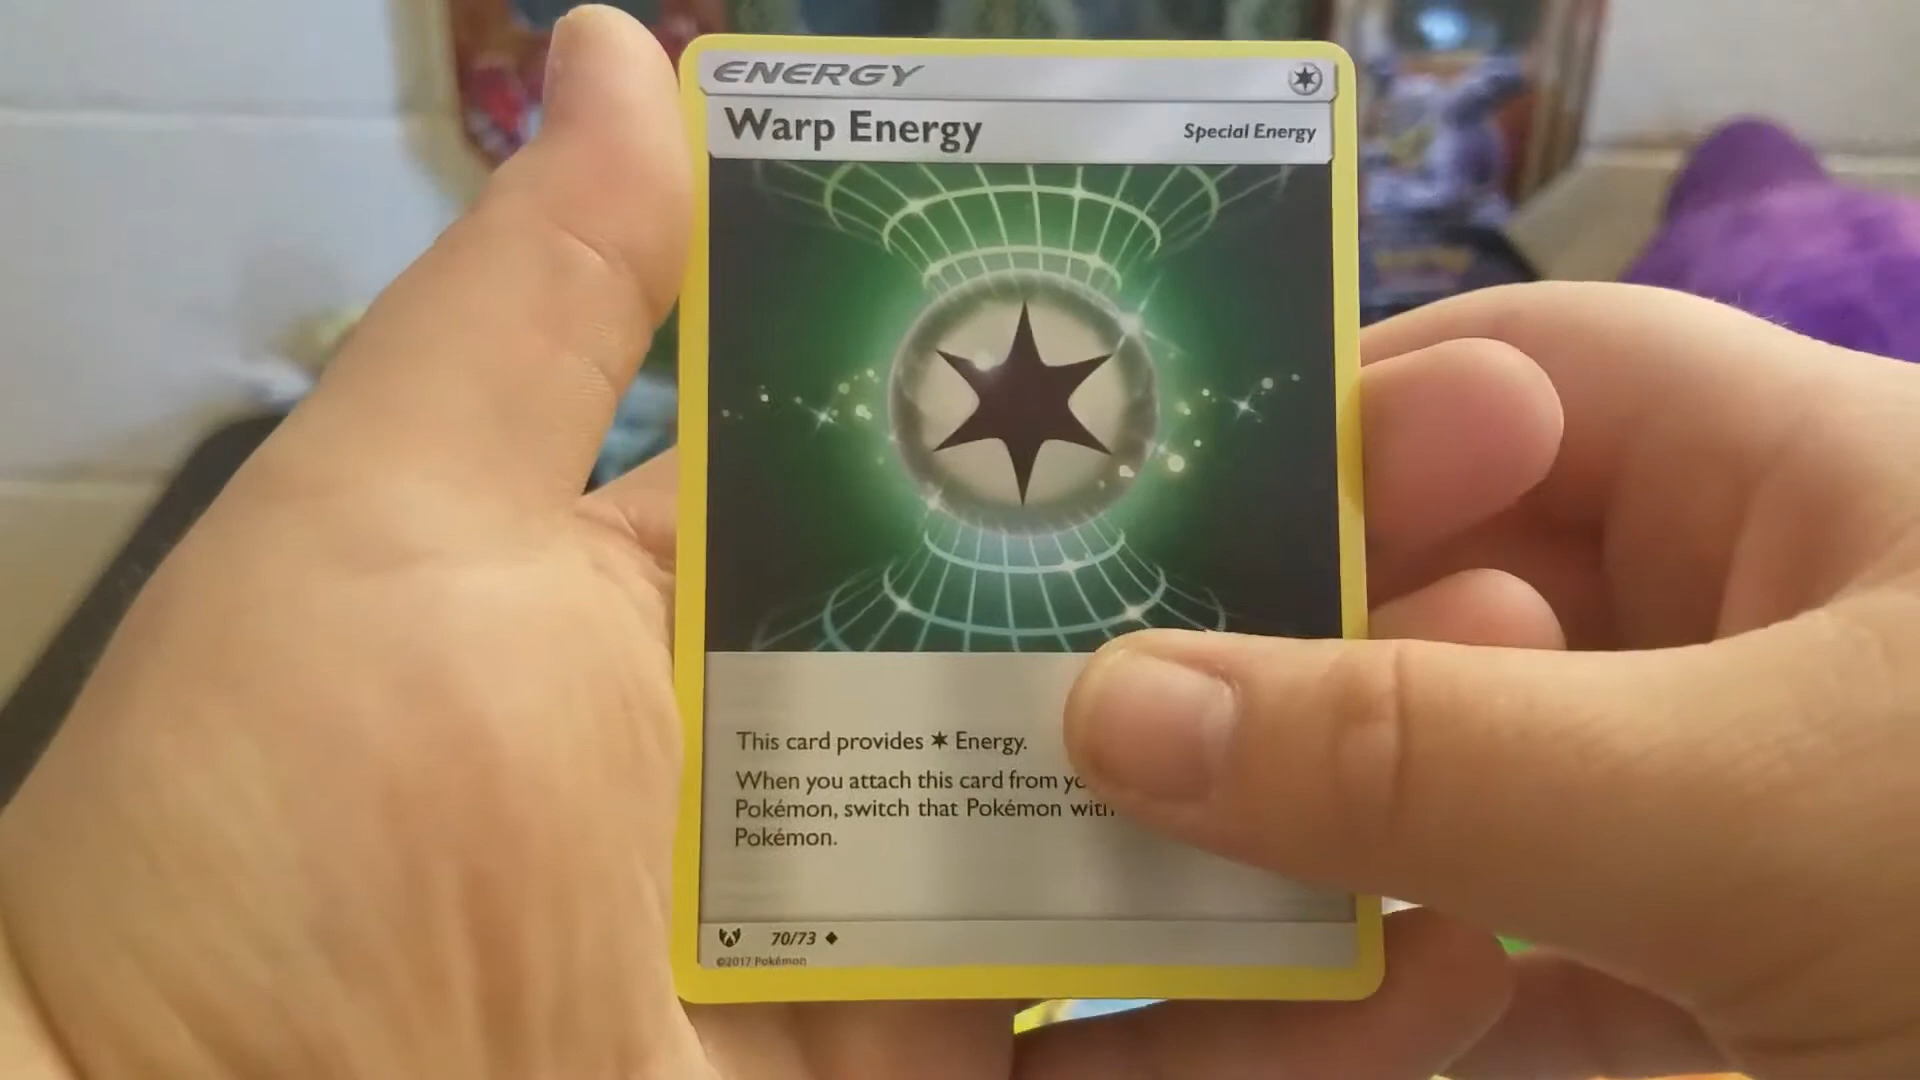 ENERGY
Warp Energy
Special Energy
This card provides ✶ Energy.
When you attach this card from
Pokémon, switch that Pokémon with
Pokémon.
70/73 ◆
©2017 Pokémon